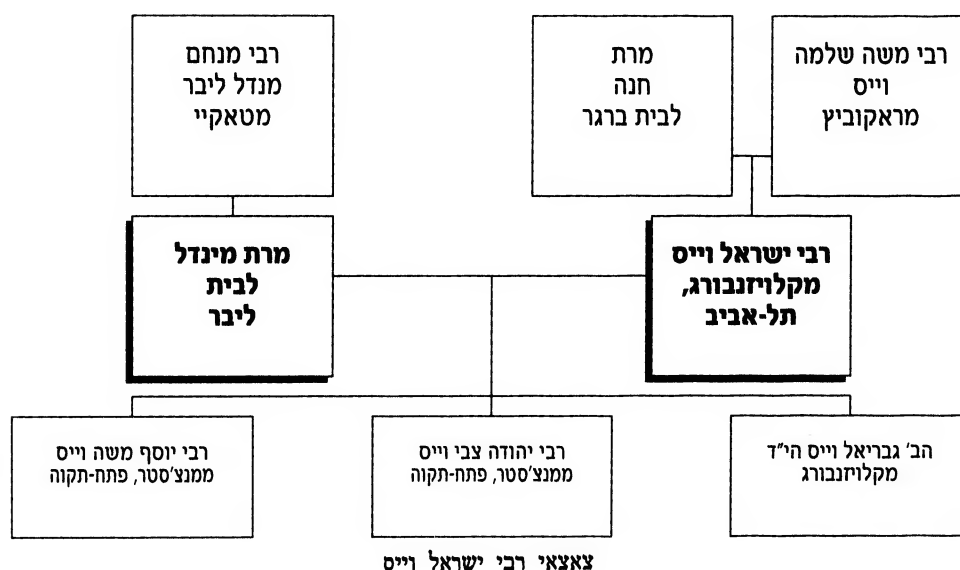 רבי משה שלמה
וייס
מראקוביץ
מרת
חנה
לבית ברגר
רבי מנחם
מנדל ליבר
מטאקיי
רבי ישראל וייס
מקלויזנבורג,
תל-אביב
מרת מינדל
לבית
ליבר
הב' גבריאל וייס הי"ד
מקלויזנבורג
רבי יהודה צבי וייס
ממנצ'סטר, פתח-תקוה
רבי יוסף משה וייס
ממנצ'סטר, פתח-תקוה
צאצאי רבי ישראל וייס